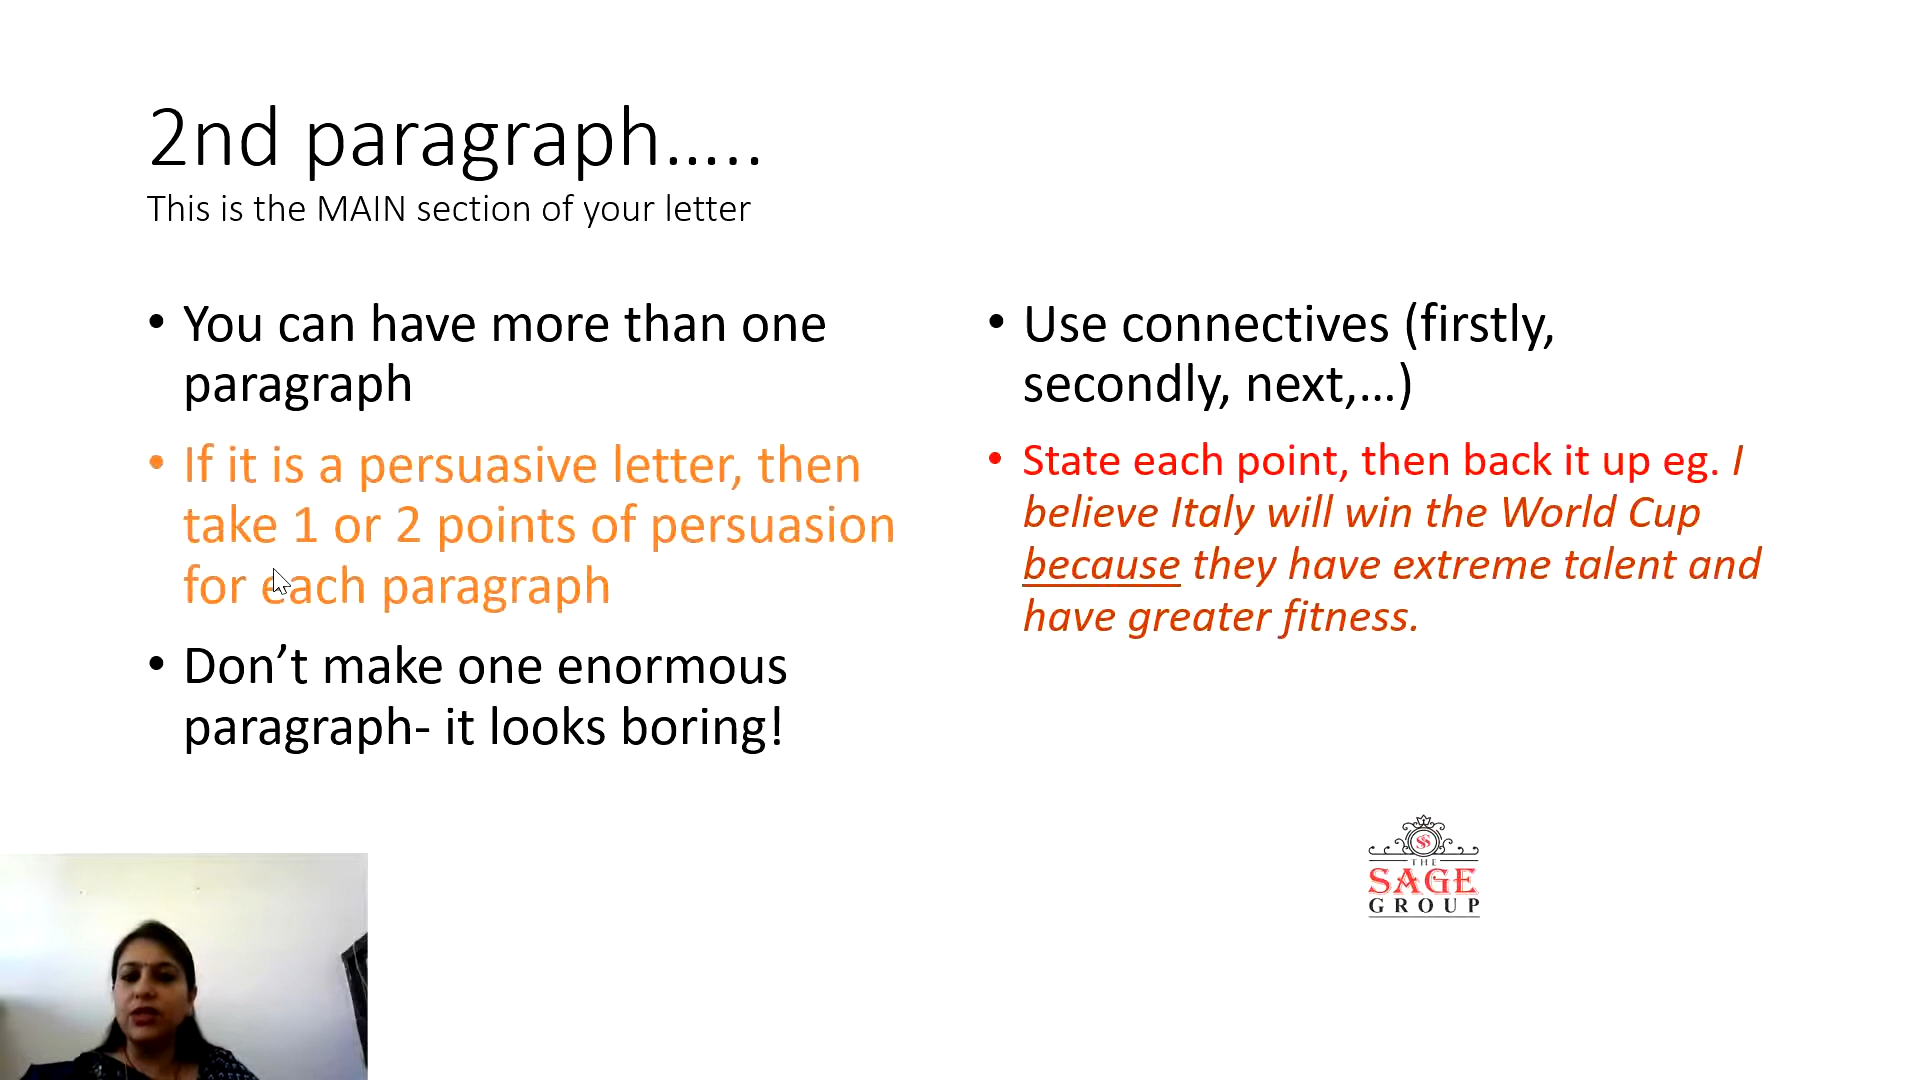 2nd paragraph…..
This is the MAIN section of your letter
• You can have more than one
paragraph
• If it is a persuasive letter, then
take 1 or 2 points of persuasion
for each paragraph
• Don’t make one enormous
paragraph- it looks boring!
• Use connectives (firstly,
secondly, next,…)
• State each point, then back it up eg. I
believe Italy will win the World Cup
because they have extreme talent and
have greater fitness.
THE
SAGE
GROUP